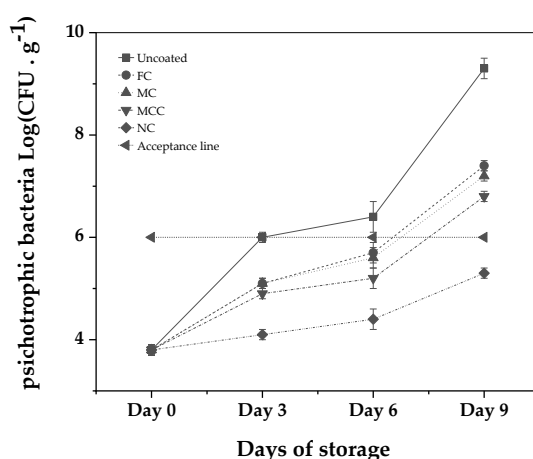 psichotrophic bacteria Log(CFU . g⁻¹)
10
8
6
4
Uncoated
FC
MC
MCC
NC
Acceptance line
Day 0 Day 3 Day 6 Day 9
Days of storage